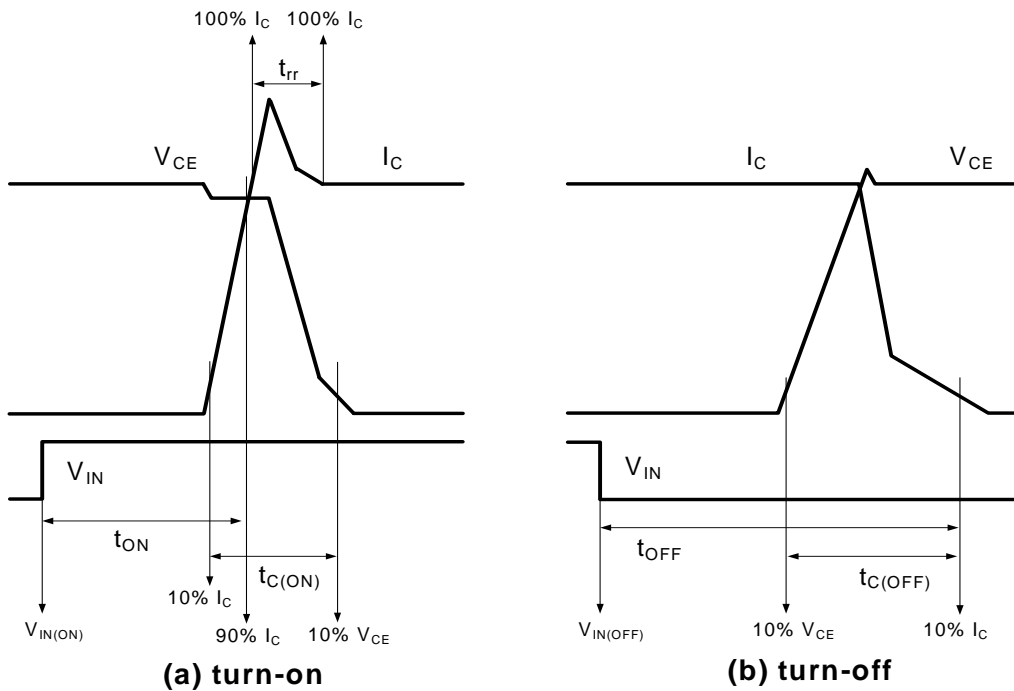 100% IC 100% IC
trr
VCE IC
IC VCE
VIN
VIN
tON
tOFF
tC(ON)
tC(OFF)
10% IC
VIN(ON)
90% IC 10% VCE
VIN(OFF) 10% VCE 10% IC
(a) turn-on
(b) turn-off